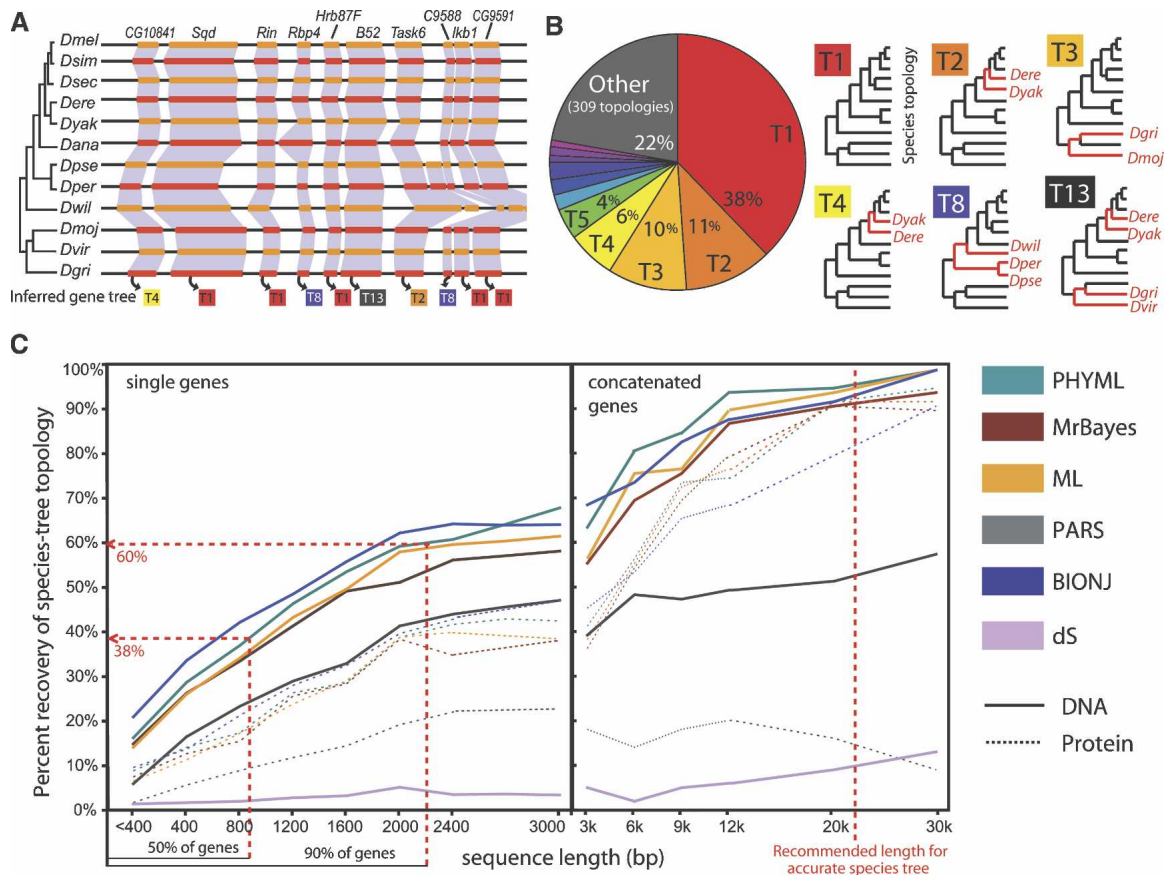 A
Hrb87F
C9588
CG9591
CG10841
Sqd
Rin
Rbp4
B52
Task6
Ikb1
Dmel
Dsim
Dsec
Dere
Dyak
Dana
Dpse
Dper
Dwil
Dmoj
Dvir
Dgri
Inferred gene tree
T4
T1
T1
T8
T1
T13
T2
T8
T1
T1
B
Other
(309 topologies)
22%
T1
38%
T2
11%
T3
10%
T4
6%
T5
4%
T1
Species topology
T2
Dere
Dyak
T3
Dgri
Dmoj
T4
Dyak
Dere
T8
Dwil
Dper
Dpse
T13
Dere
Dyak
Dgri
Dvir
C
Percent recovery of species-tree topology
100%
90%
80%
70%
60%
50%
40%
30%
20%
10%
0%
single genes
60%
38%
<400
400
800
1200
1600
2000
2400
3000
50% of genes
90% of genes
sequence length (bp)
concatenated
genes
3k
6k
9k
12k
20k
30k
Recommended length for
accurate species tree
PHYML
MrBayes
ML
PARS
BIONJ
dS
DNA
Protein